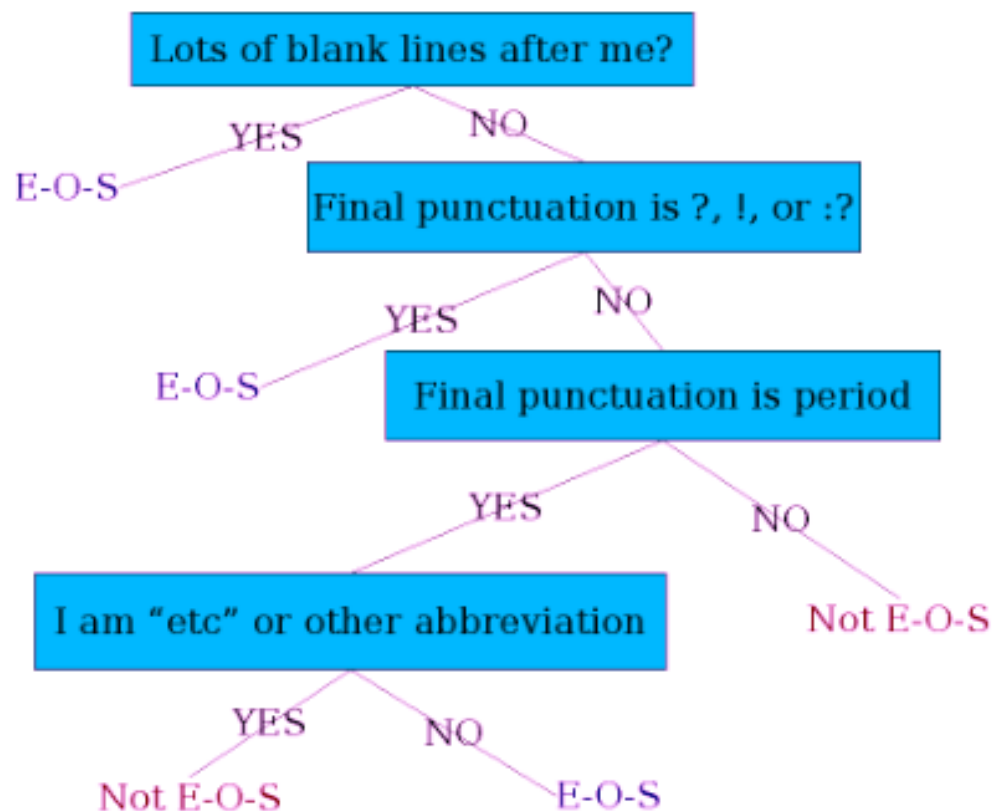 Lots of blank lines after me?
YES
NO
E-O-S
Final punctuation is ?, !, or :?
YES
NO
E-O-S
Final punctuation is period
YES
NO
I am “etc” or other abbreviation
Not E-O-S
YES
NO
Not E-O-S
E-O-S